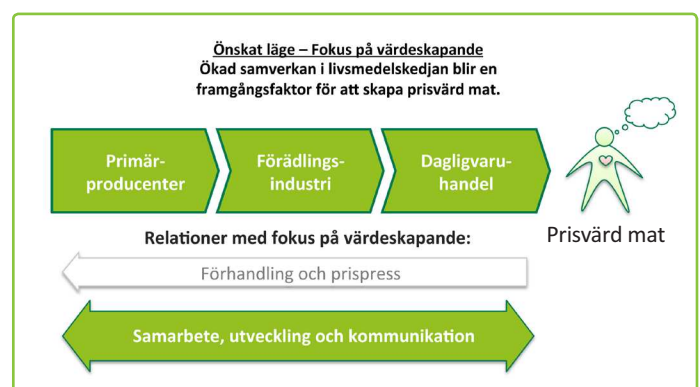 Önskat läge – Fokus på värdeskapande
Ökad samverkan i livsmedelskedjan blir en
framgångsfaktor för att skapa prisvärd mat.
Primär-
producenter
Förädlings-
industri
Dagligvaru-
handel
Prisvärd mat
Relationer med fokus på värdeskapande:
Förhandling och prispress
Samarbete, utveckling och kommunikation